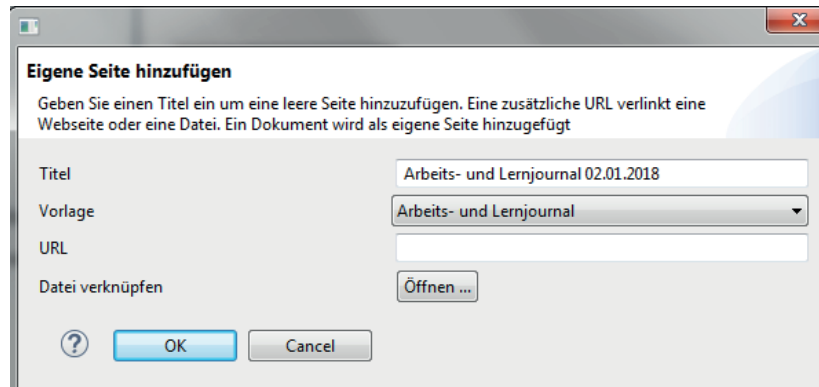 Eigene Seite hinzufügen
Geben Sie einen Titel ein um eine leere Seite hinzuzufügen. Eine zusätzliche URL verlinkt eine
Webseite oder eine Datei. Ein Dokument wird als eigene Seite hinzugefügt
Titel Arbeits- und Lernjournal 02.01.2018
Vorlage Arbeits- und Lernjournal
URL
Datei verknüpfen Öffnen ...
? OK Cancel